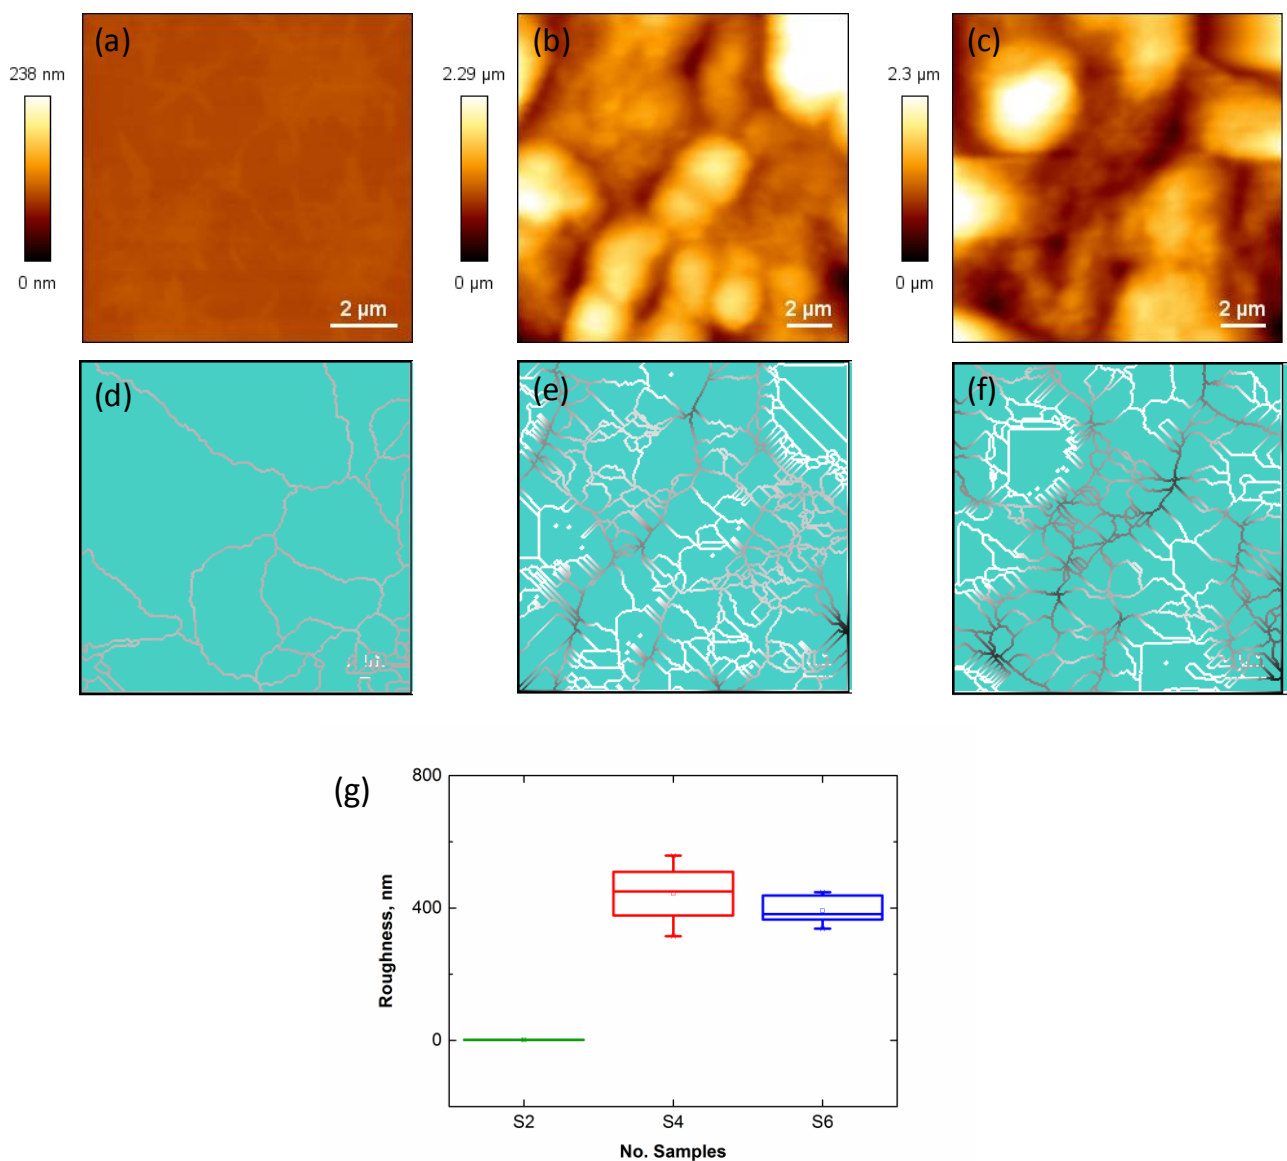 (a)
238 nm
0 nm
2 µm
(b)
2.29 µm
0 µm
2 µm
(c)
2.3 µm
0 µm
2 µm
(d)
(e)
(f)
(g)
800
400
0
Roughness, nm
S2
S4
S6
No. Samples